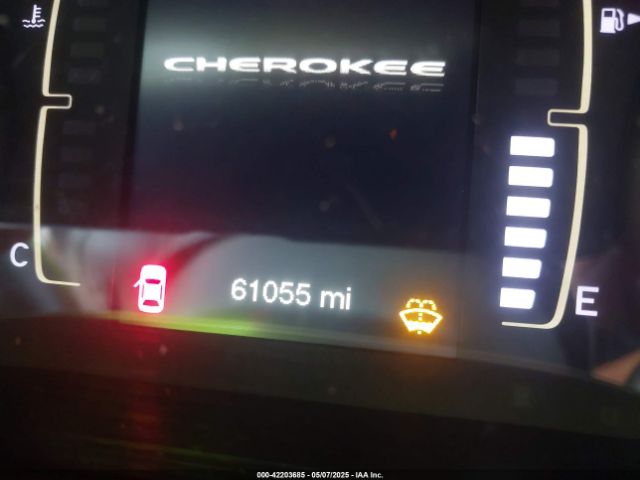 CHEROKEE
C
61055 mi
E
000-42203685 - 05/07/2025 - IAA Inc.